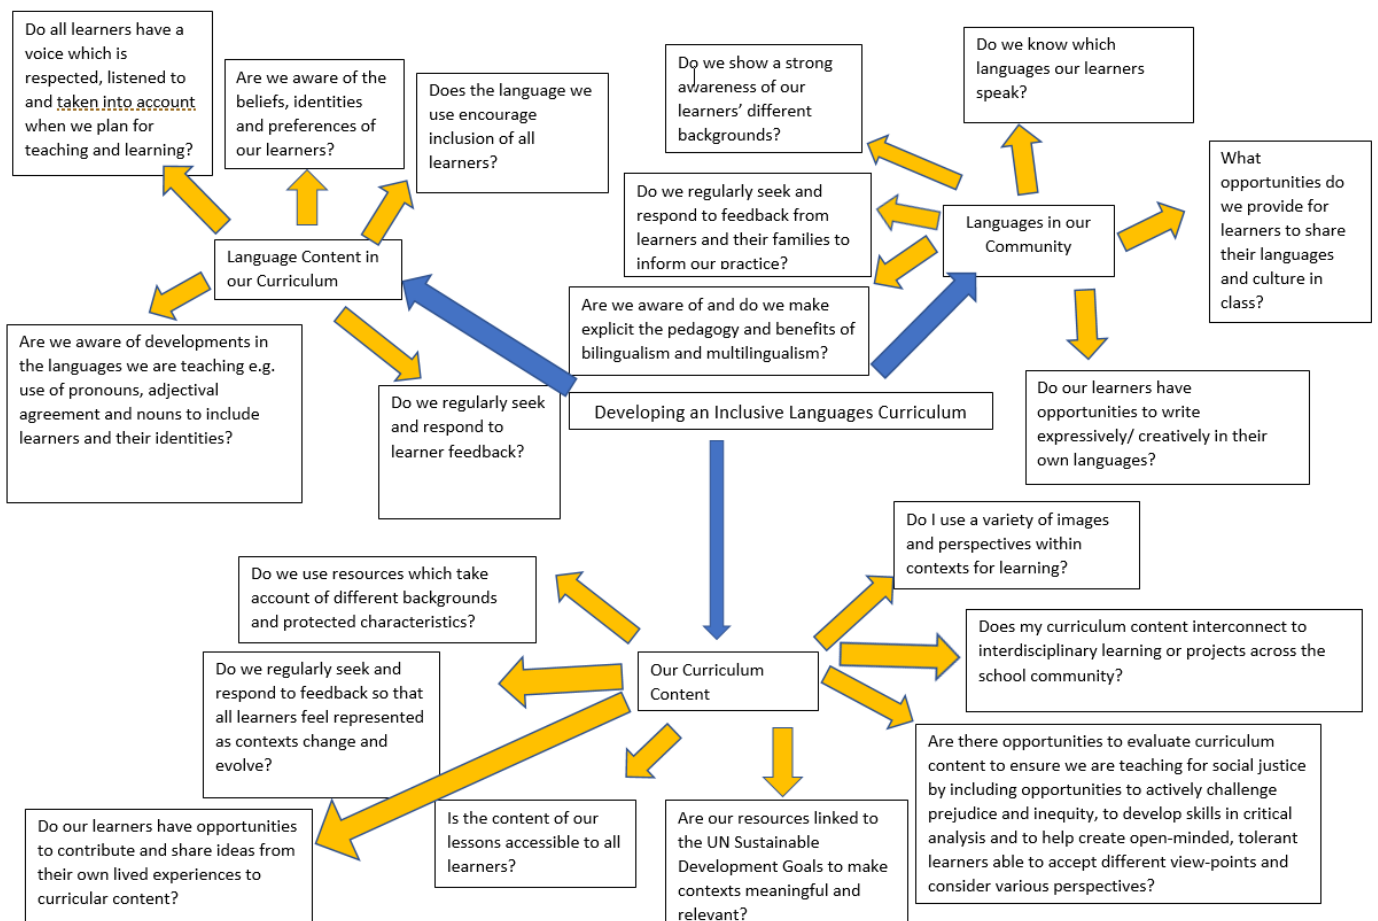 Do all learners have a
voice which is
respected, listened to
and taken into account
when we plan for
teaching and learning?
Are we aware of the
beliefs, identities
and preferences of
our learners?
Does the language we
use encourage
inclusion of all
learners?
Do we show a strong
awareness of our
learners' different
backgrounds?
Do we know which
languages our learners
speak?
What
opportunities do
we provide for
learners to share
their languages
and culture in
class?
Do we regularly seek and
respond to feedback from
learners and their families to
inform our practice?
Languages in our
Community
Language Content in
our Curriculum
Are we aware of and do we make
explicit the pedagogy and benefits of
bilingualism and multilingualism?
Are we aware of developments in
the languages we are teaching e.g.
use of pronouns, adjectival
agreement and nouns to include
learners and their identities?
Do we regularly seek
and respond to
learner feedback?
Developing an Inclusive Languages Curriculum
Do our learners have
opportunities to write
expressively/ creatively in their
own languages?
Do I use a variety of images
and perspectives within
contexts for learning?
Do we use resources which take
account of different backgrounds
and protected characteristics?
Does my curriculum content interconnect to
interdisciplinary learning or projects across the
school community?
Our Curriculum
Content
Do we regularly seek and
respond to feedback so that
all learners feel represented
as contexts change and
evolve?
Are there opportunities to evaluate curriculum
content to ensure we are teaching for social justice
by including opportunities to actively challenge
prejudice and inequity, to develop skills in critical
analysis and to help create open-minded, tolerant
learners able to accept different view-points and
consider various perspectives?
Do our learners have opportunities
to contribute and share ideas from
their own lived experiences to
curricular content?
Is the content of our
lessons accessible to all
learners?
Are our resources linked to
the UN Sustainable
Development Goals to make
contexts meaningful and
relevant?